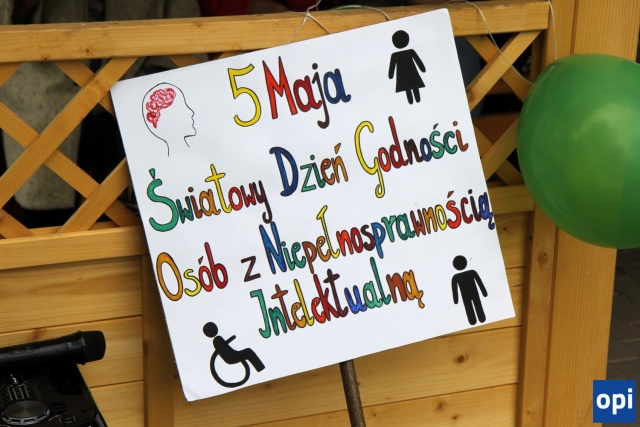 5 Maja
Światowy Dzień Godności
Osób z Niepełnosprawnością
Intelektualną
opi